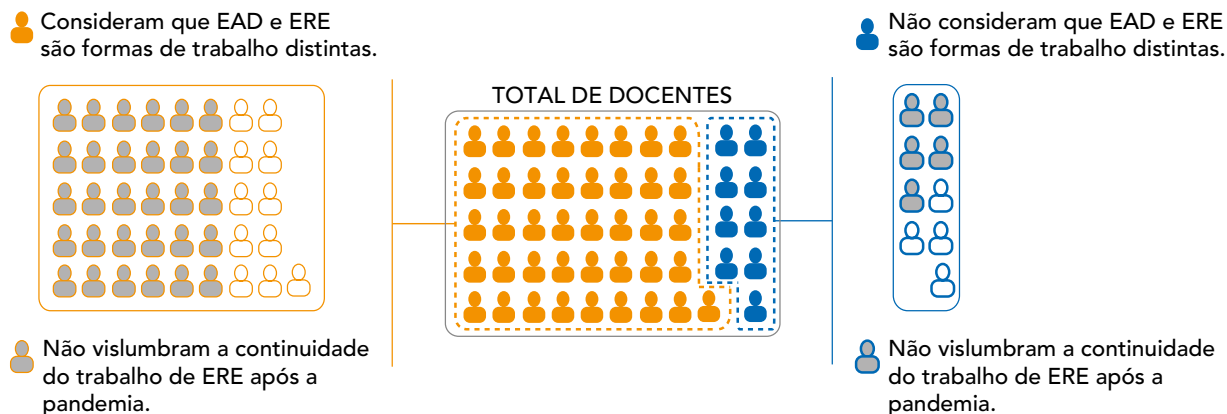 Consideram que EAD e ERE
são formas de trabalho distintas.
TOTAL DE DOCENTES
Não consideram que EAD e ERE
são formas de trabalho distintas.
Não vislumbram a continuidade
do trabalho de ERE após a
pandemia.
Não vislumbram a continuidade
do trabalho de ERE após a
pandemia.